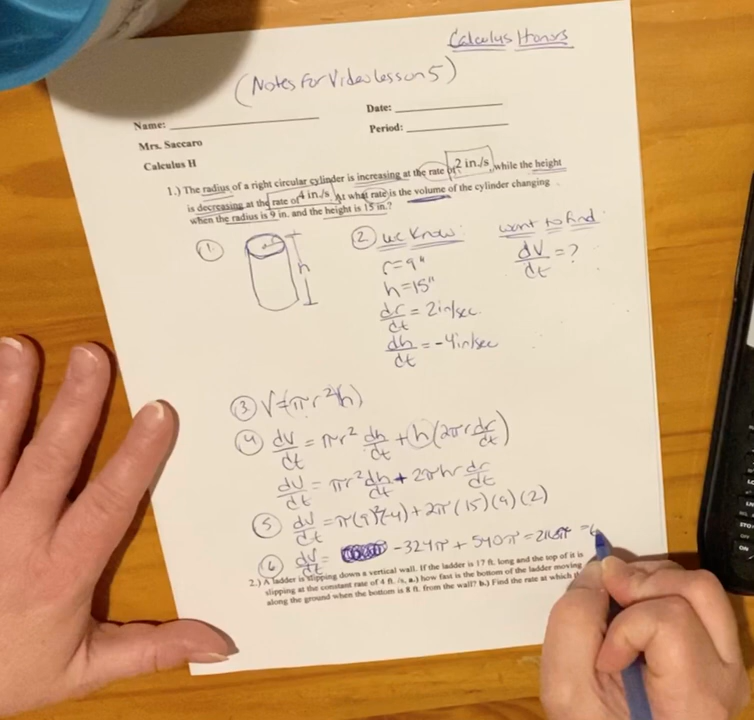 Calculus Honors
(Notes for Video Lesson 5)
Name:
Date:
Mrs. Saccaro
Period:
Calculus H
1.) The radius of a right circular cylinder is increasing at the rate of 2 in./s while the height
is decreasing at the rate of 4 in./s. At what rate is the volume of the cylinder changing
when the radius is 9 in. and the height is 15 in.?
① r h
② We Know:
r=9"
h=15"
dr/dt = 2in/sec.
dh/dt = -4in/sec
want to find:
dV/dt = ?
③ V=(πr²)(h)
④ dV/dt = πr² dh/dt + h(2πr dr/dt)
dV/dt = πr² dh/dt + 2πhr dr/dt
⑤ dV/dt = π(9)²(-4) + 2π(15)(9)(2)
⑥ dV/dt = -324π + 540π = 216π =
2.) A ladder is slipping down a vertical wall. If the ladder is 17 ft. long and the top of it is
slipping at the constant rate of 4 ft. /s, a.) how fast is the bottom of the ladder moving
along the ground when the bottom is 8 ft. from the wall? b.) Find the rate at which